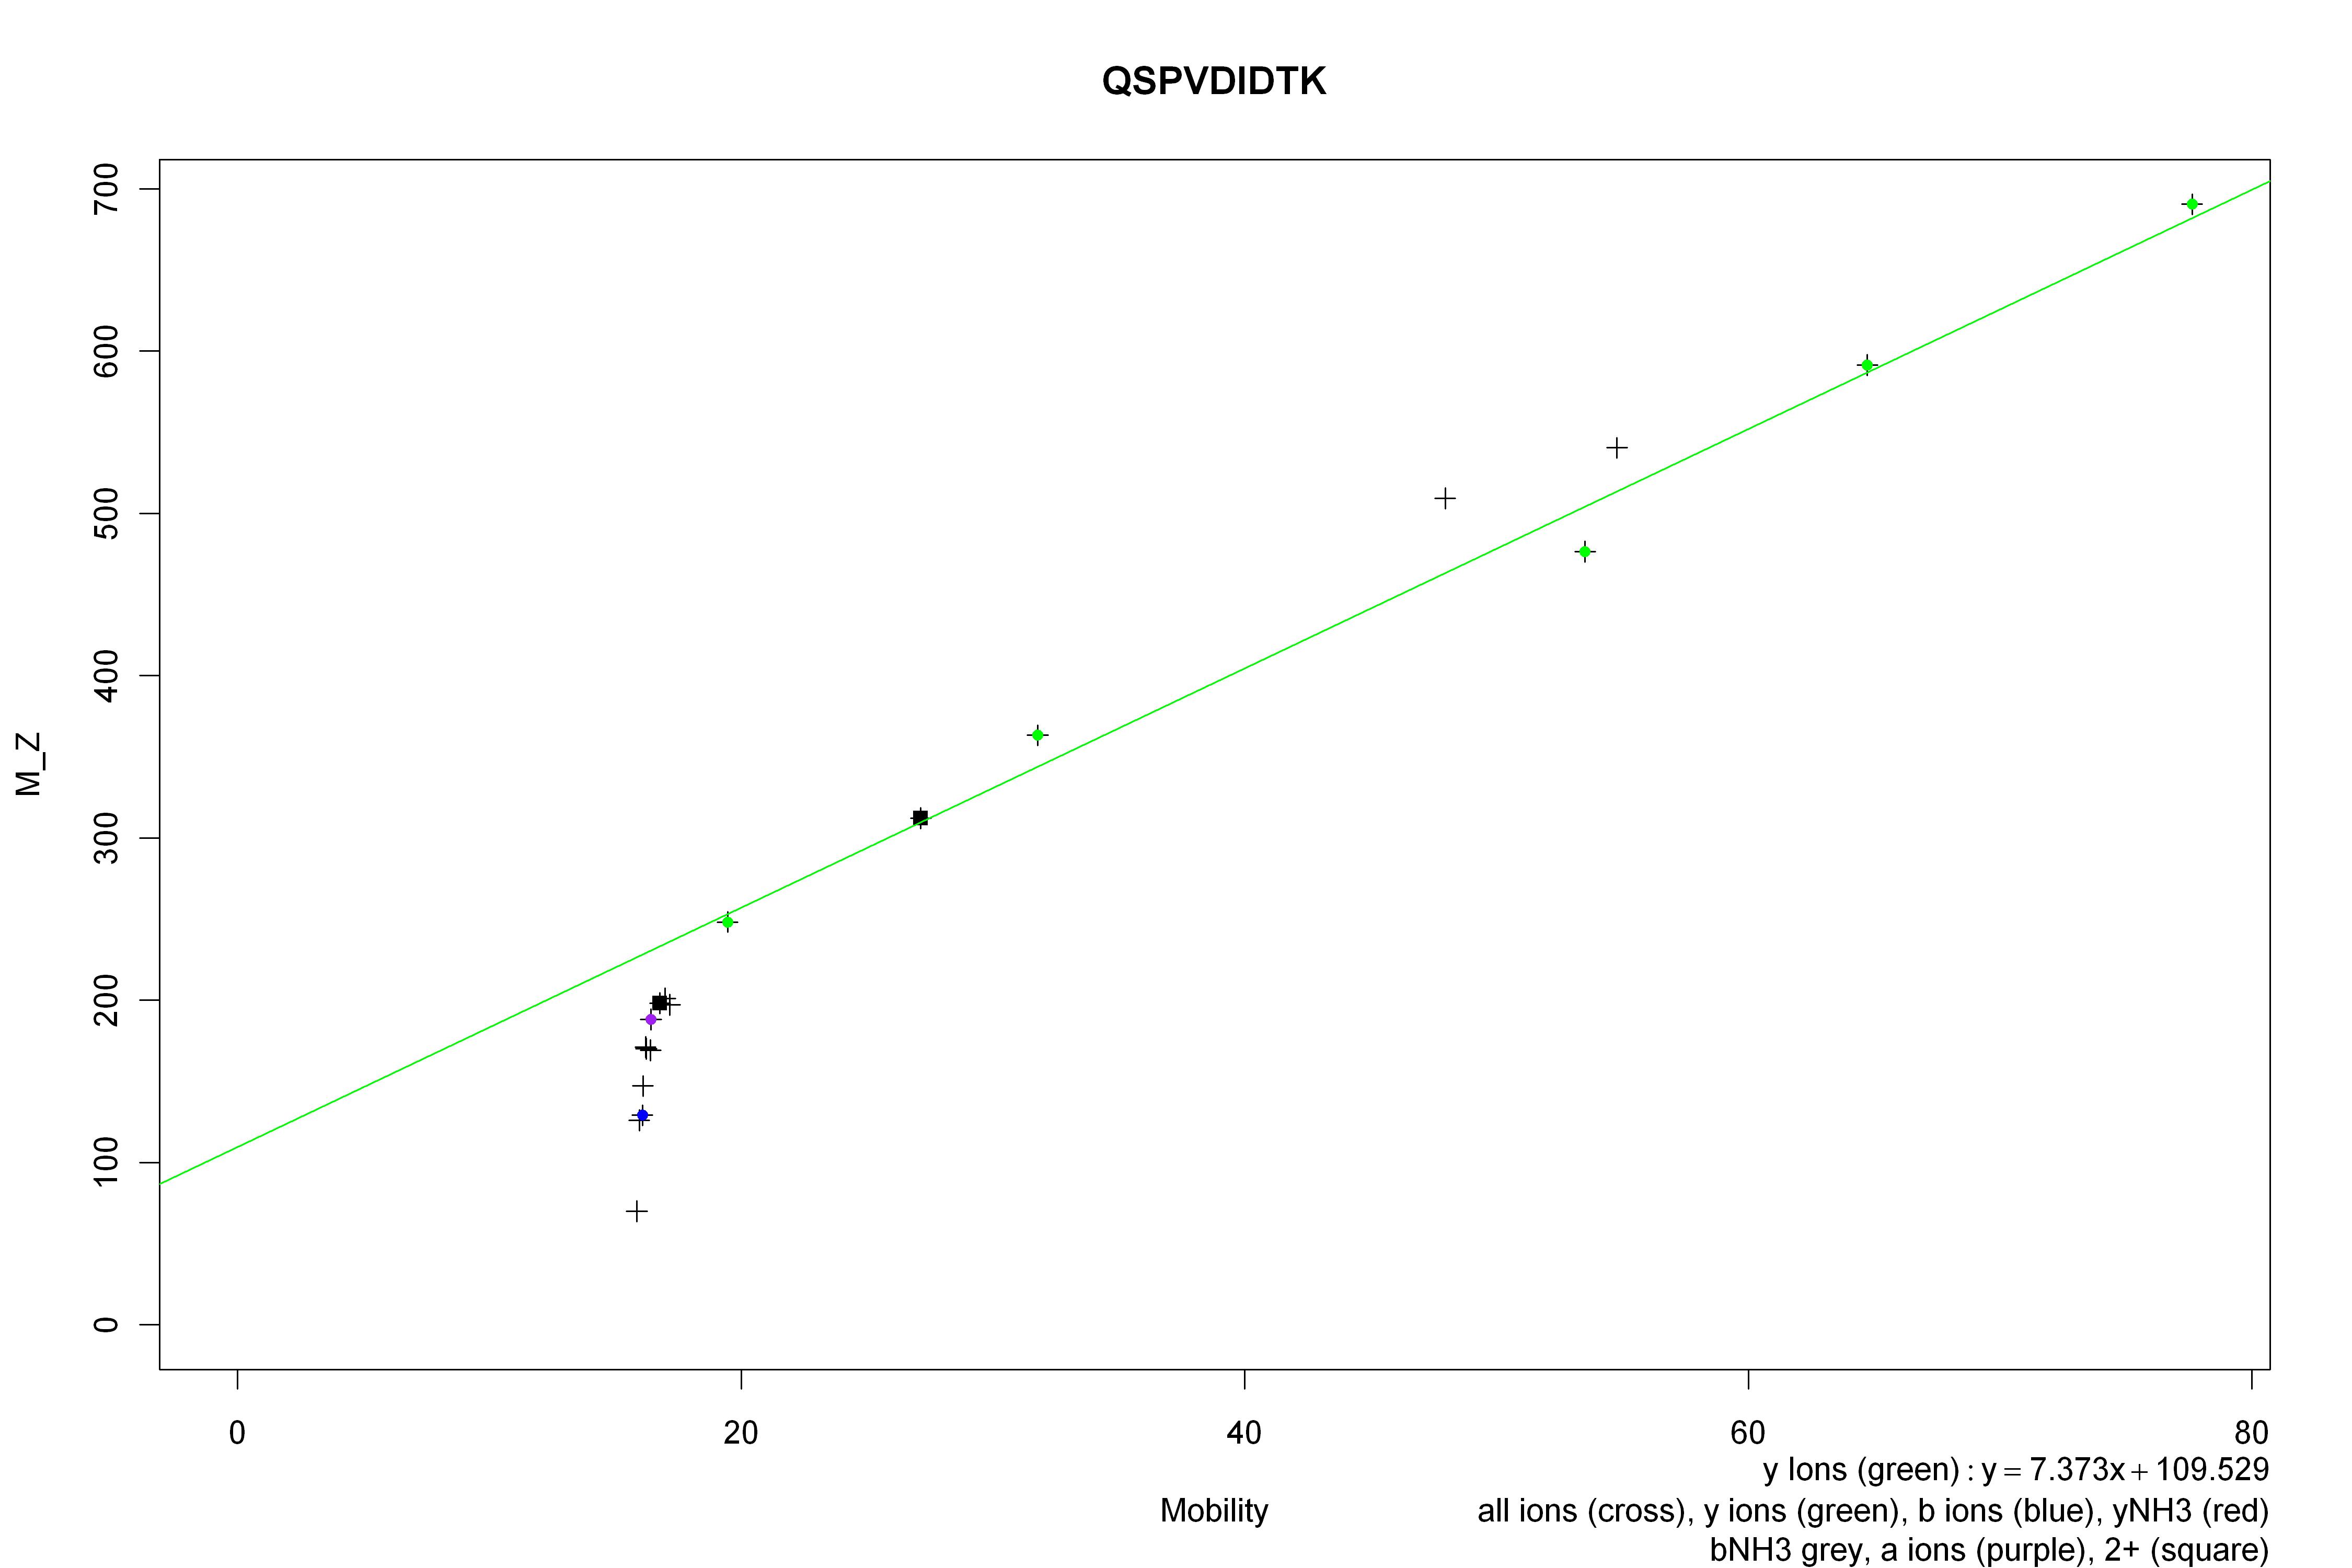 QSPVDIDTK
700
600
500
400
300
200
100
0
M_Z
0 20 40 60 80
y Ions (green) : y = 7.373x + 109.529
Mobility
all ions (cross), y ions (green), b ions (blue), yNH3 (red)
bNH3 grey, a ions (purple), 2+ (square)